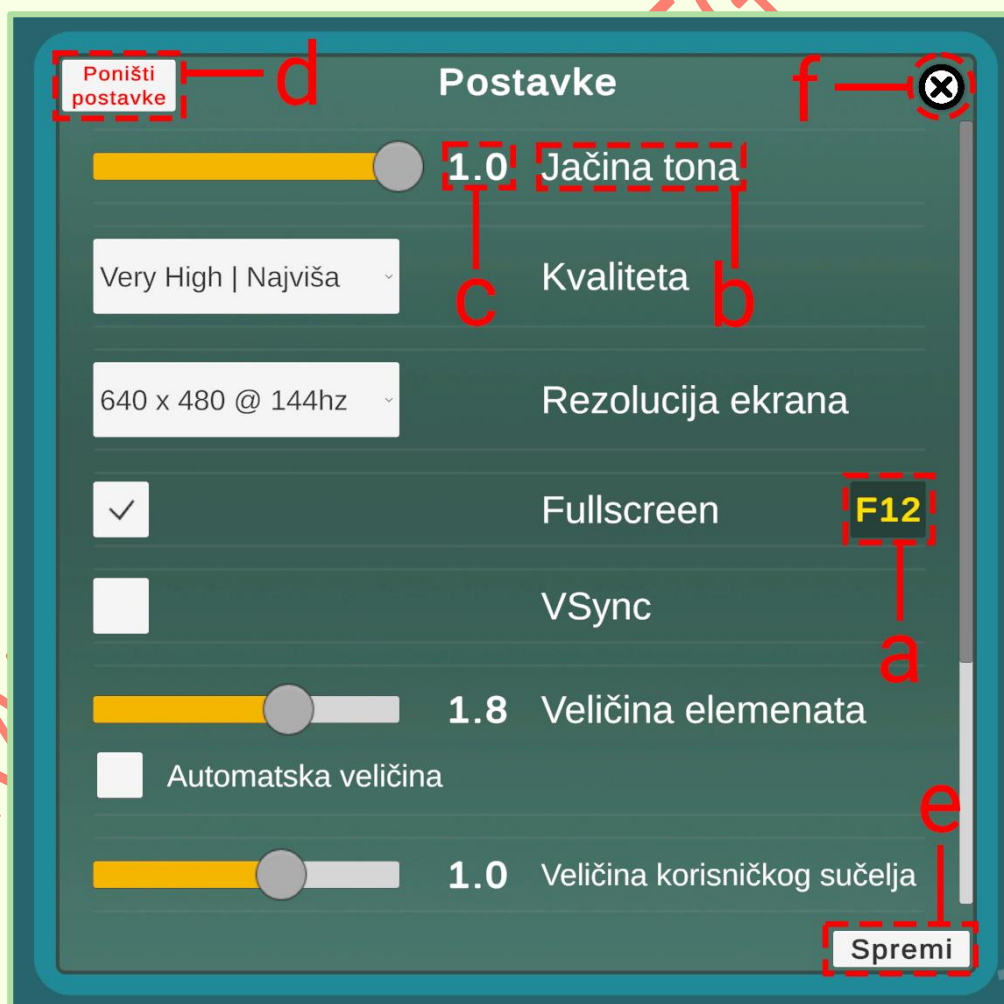 Poništi
postavke
d
Postavke
f
1.0 Jačina tona
c
b
Very High | Najviša
Kvaliteta
640 x 480 @ 144hz
Rezolucija ekrana
Fullscreen
F12
a
VSync
1.8 Veličina elemenata
Automatska veličina
e
1.0 Veličina korisničkog sučelja
Spremi